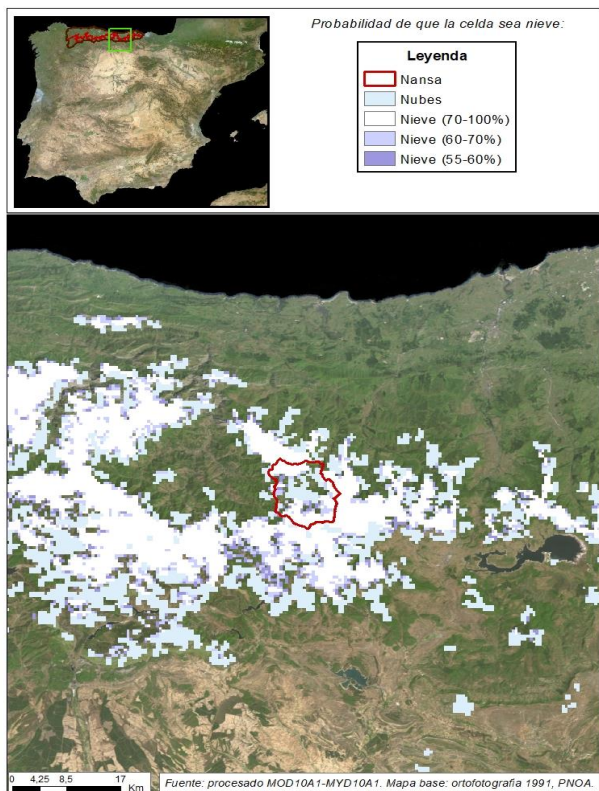 Probabilidad de que la celda sea nieve:
Leyenda
Nansa
Nubes
Nieve (70-100%)
Nieve (60-70%)
Nieve (55-60%)
0 4,25 8,5 17
Km
Fuente: procesado MOD10A1-MYD10A1. Mapa base: ortofotografía 1991, PNOA.